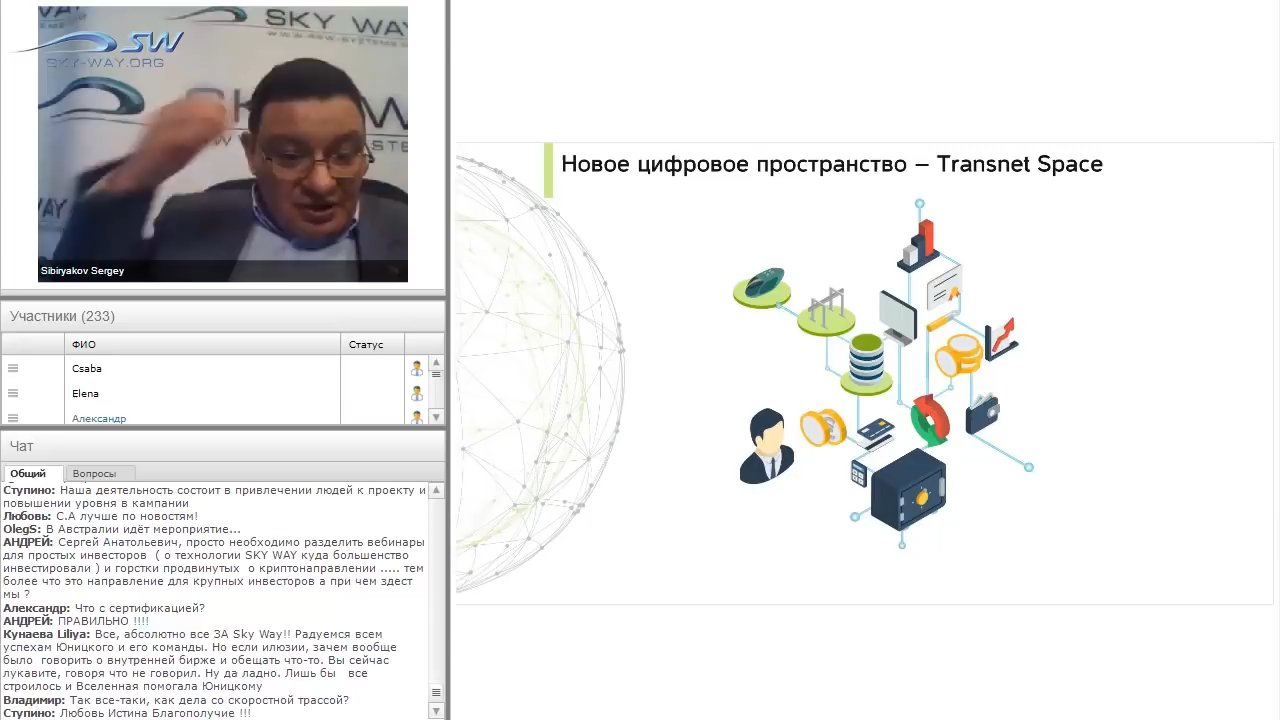 SKY WAY
SW
SKY-WAY.ORG
Sibiryakov Sergey
Новое цифровое пространство – Transnet Space
Участники (233)
ФИО
Статус
Csaba
Elena
Александр
Чат
Общий
Вопросы
Ступино: Наша деятельность состоит в привлечении людей к проекту и
повышении уровня в кампании
Любовь: С.А лучше по новостям!
OlegS: В Австралии идёт мероприятие...
АНДРЕЙ: Сергей Анатольевич, просто необходимо разделить вебинары
для простых инвесторов ( о технологии SKY WAY куда большенство
инвестировали ) и горстки продвинутых о криптонаправлении ..... тем
более что это направление для крупных инвесторов а при чем здест
мы ?
Александр: Что с сертификацией?
АНДРЕЙ: ПРАВИЛЬНО !!!!
Кунаева Liliya: Все, абсолютно все ЗА Sky Way!! Радуемся всем
успехам Юницкого и его команды. Но если илюзии, зачем вообще
было говорить о внутренней бирже и обещать что-то. Вы сейчас
лукавите, говоря что не говорил. Ну да ладно. Лишь бы все
строилось и Вселенная помогала Юницкому
Владимир: Так все-таки, как дела со скоростной трассой?
Ступино: Любовь Истина Благополучие !!!